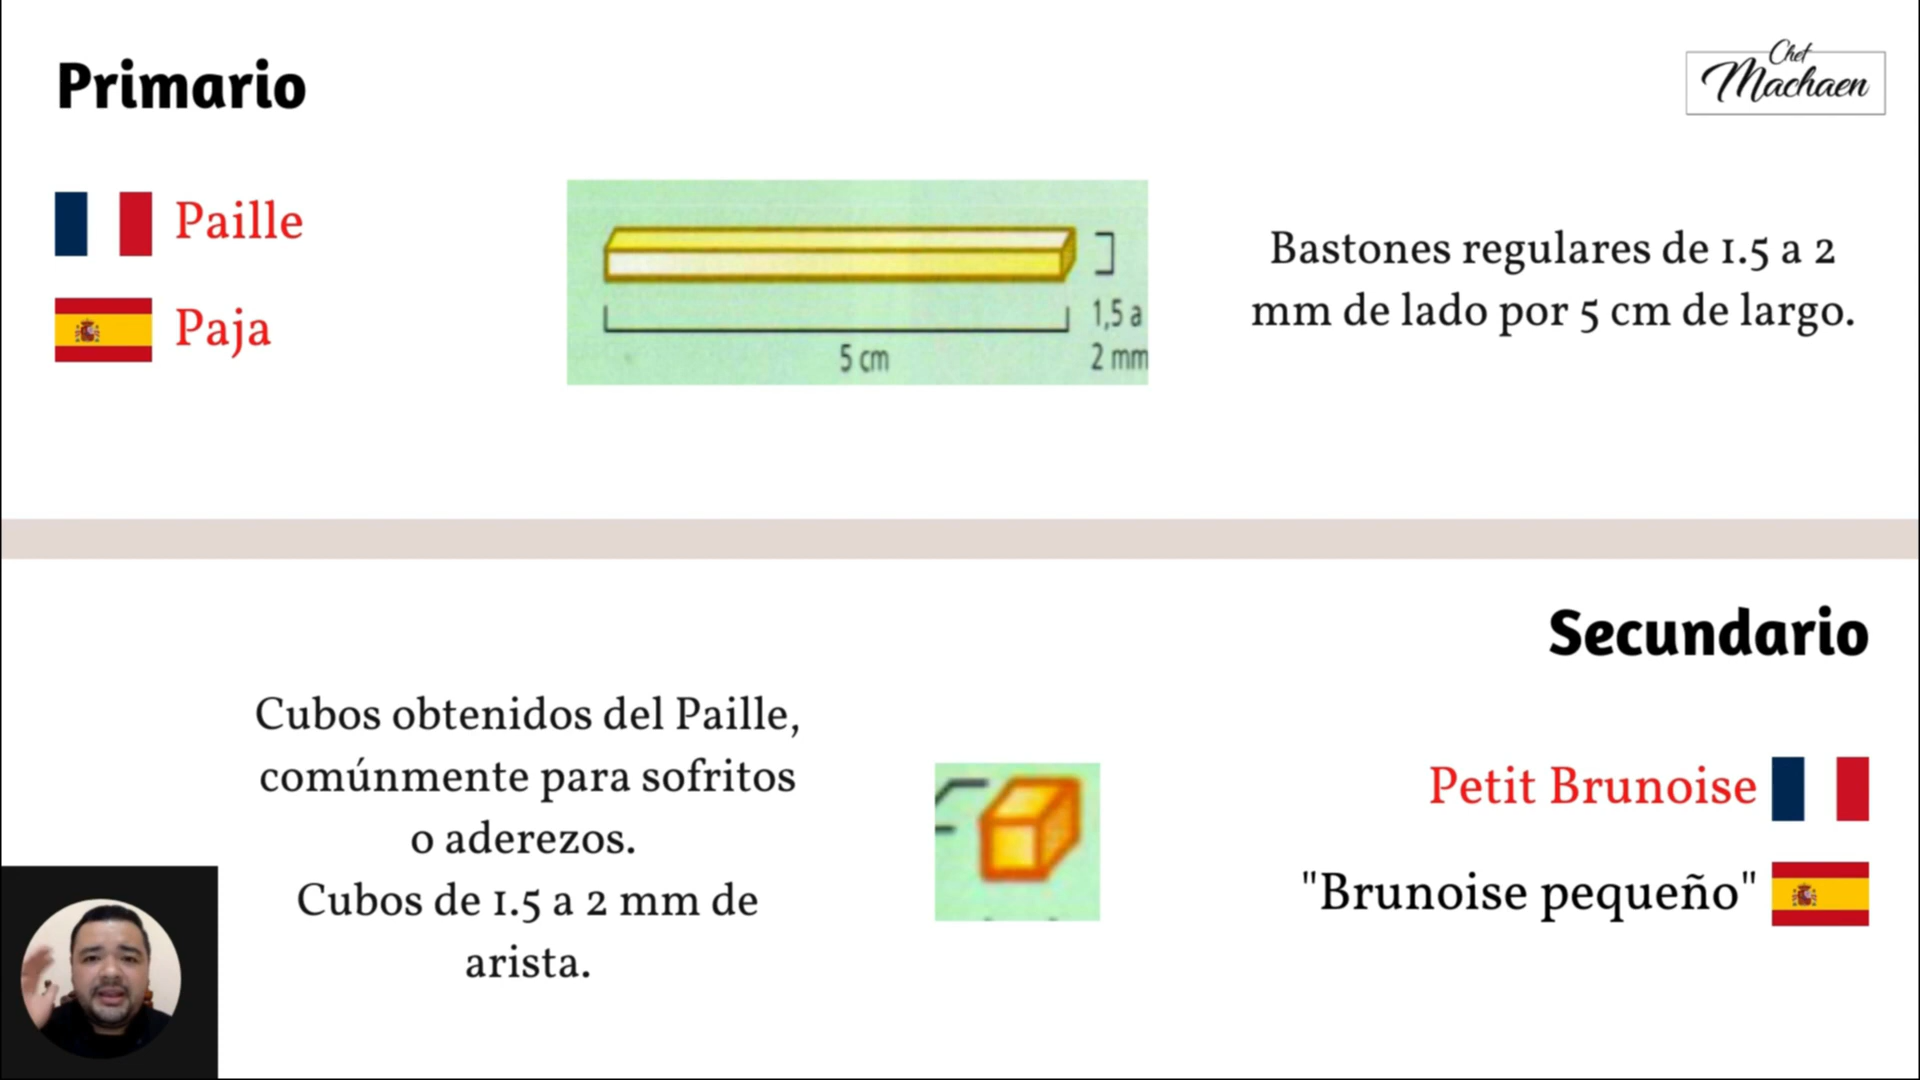 Primario
Chef
Machaen
Paille
Paja
5 cm
1,5 a
2 mm
Bastones regulares de 1.5 a 2
mm de lado por 5 cm de largo.
Secundario
Cubos obtenidos del Paille,
comúnmente para sofritos
o aderezos.
Cubos de 1.5 a 2 mm de
arista.
Petit Brunoise
"Brunoise pequeño"